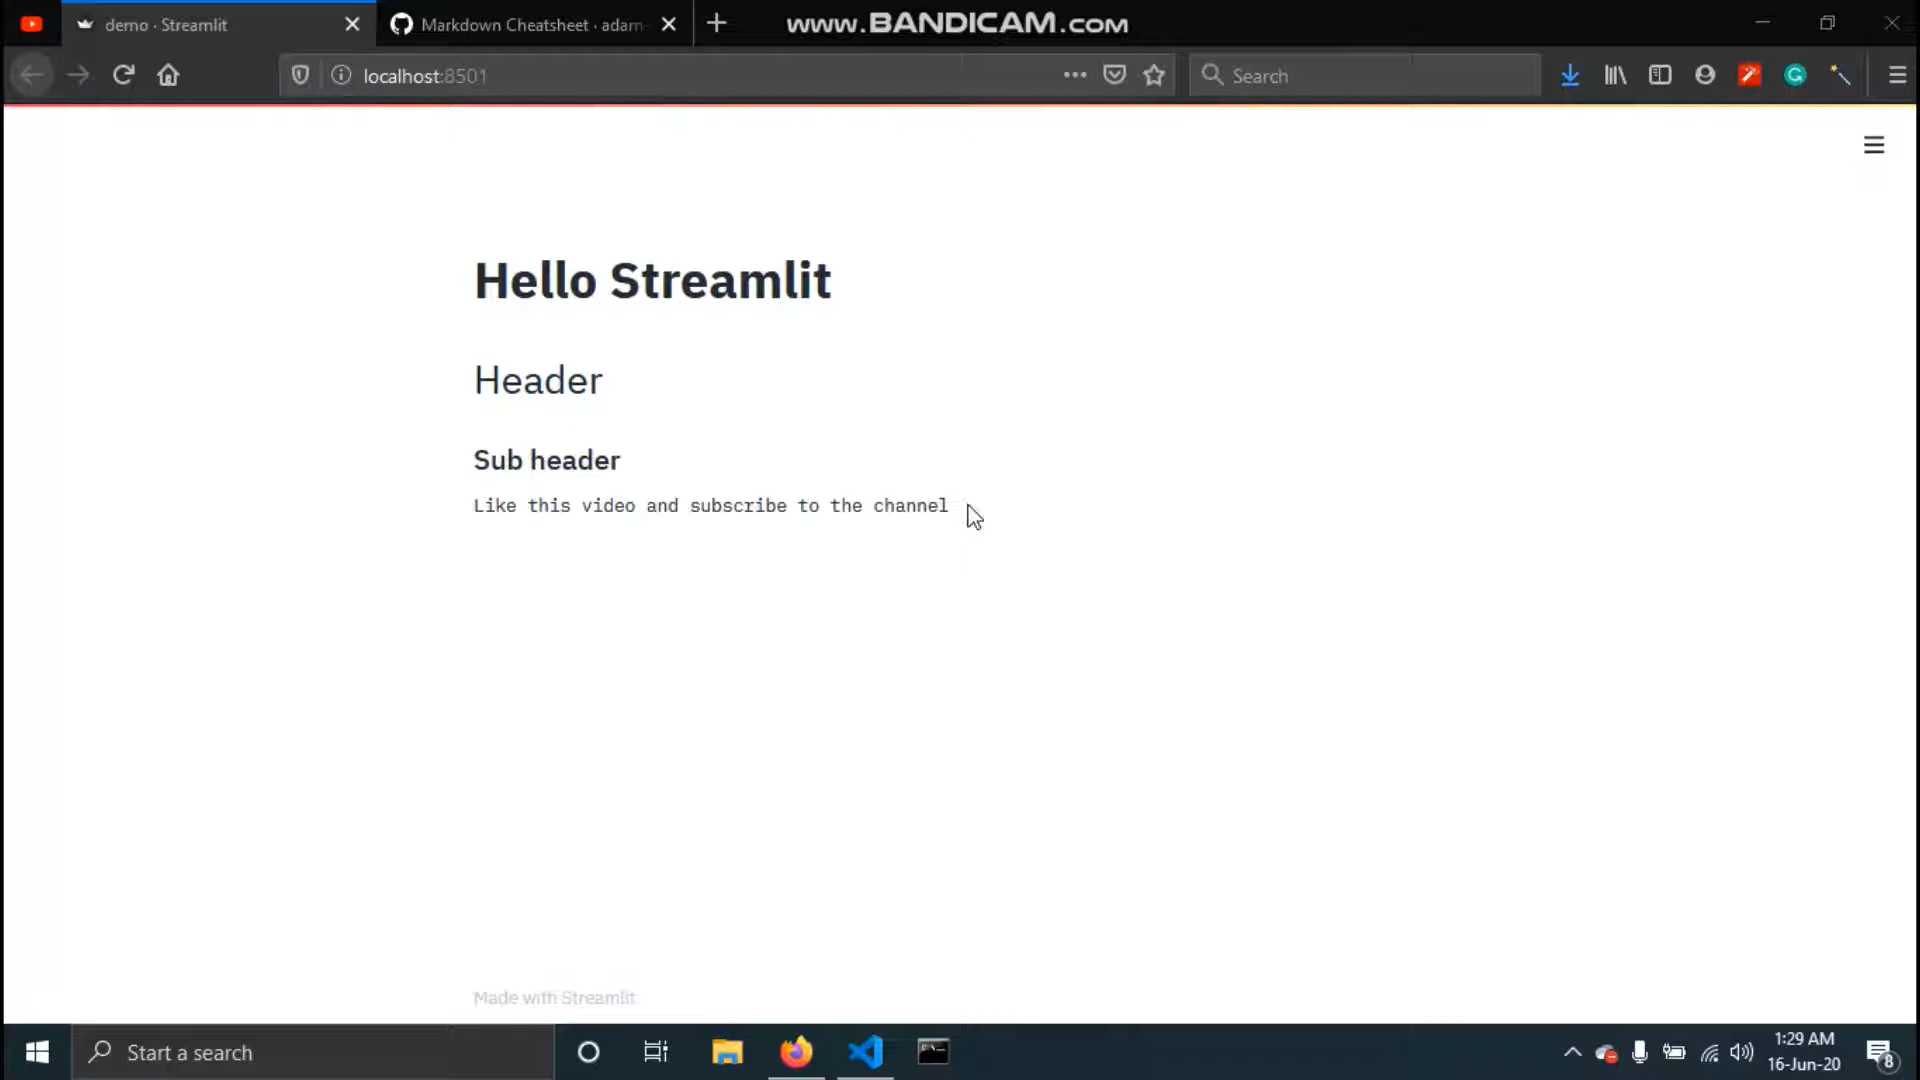 demo · Streamlit
Markdown Cheatsheet · adam
www.BANDICAM.com
localhost:8501
Search
Hello Streamlit
Header
Sub header
Like this video and subscribe to the channel
Made with Streamlit
Start a search
1:29 AM
16-Jun-20
8